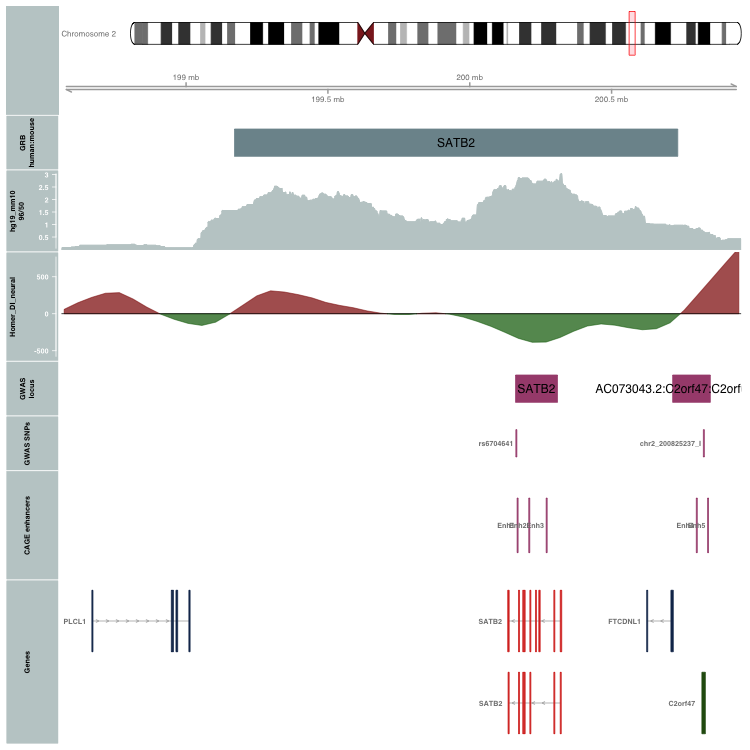 Chromosome 2
199 mb
200 mb
199.5 mb
200.5 mb
GRB
human:mouse
SATB2
hg19_mm10
96/50
3
2.5
2
1.5
1
0.5
Homer_DI_neural
500
0
-500
GWAS
locus
SATB2
AC073043.2:C2orf47:C2orf
GWAS SNPs
rs6704641
chr2_200825237_I
CAGE enhancers
Enh3
Genes
PLCL1
SATB2
FTCDNL1
SATB2
C2orf47